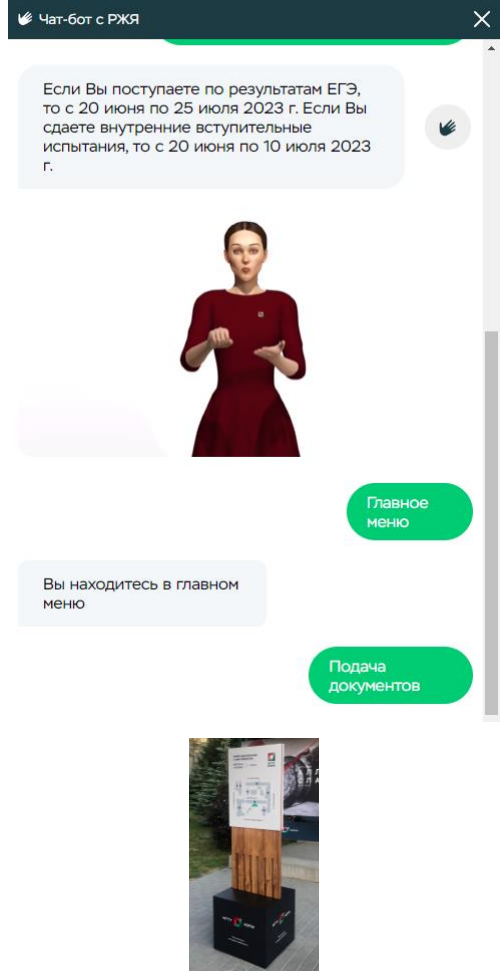 Чат-бот с РЖЯ
Если Вы поступаете по результатам ЕГЭ,
то с 20 июня по 25 июля 2023 г. Если Вы
сдаете внутренние вступительные
испытания, то с 20 июня по 10 июля 2023
г.
Главное
меню
Вы находитесь в главном
меню
Подача
документов